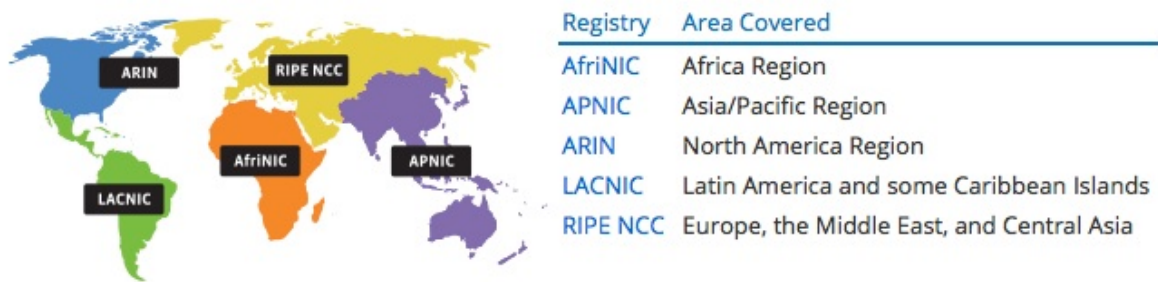 ARIN
RIPE NCC
AfriNIC
APNIC
LACNIC
Registry Area Covered
AfriNIC Africa Region
APNIC Asia/Pacific Region
ARIN North America Region
LACNIC Latin America and some Caribbean Islands
RIPE NCC Europe, the Middle East, and Central Asia